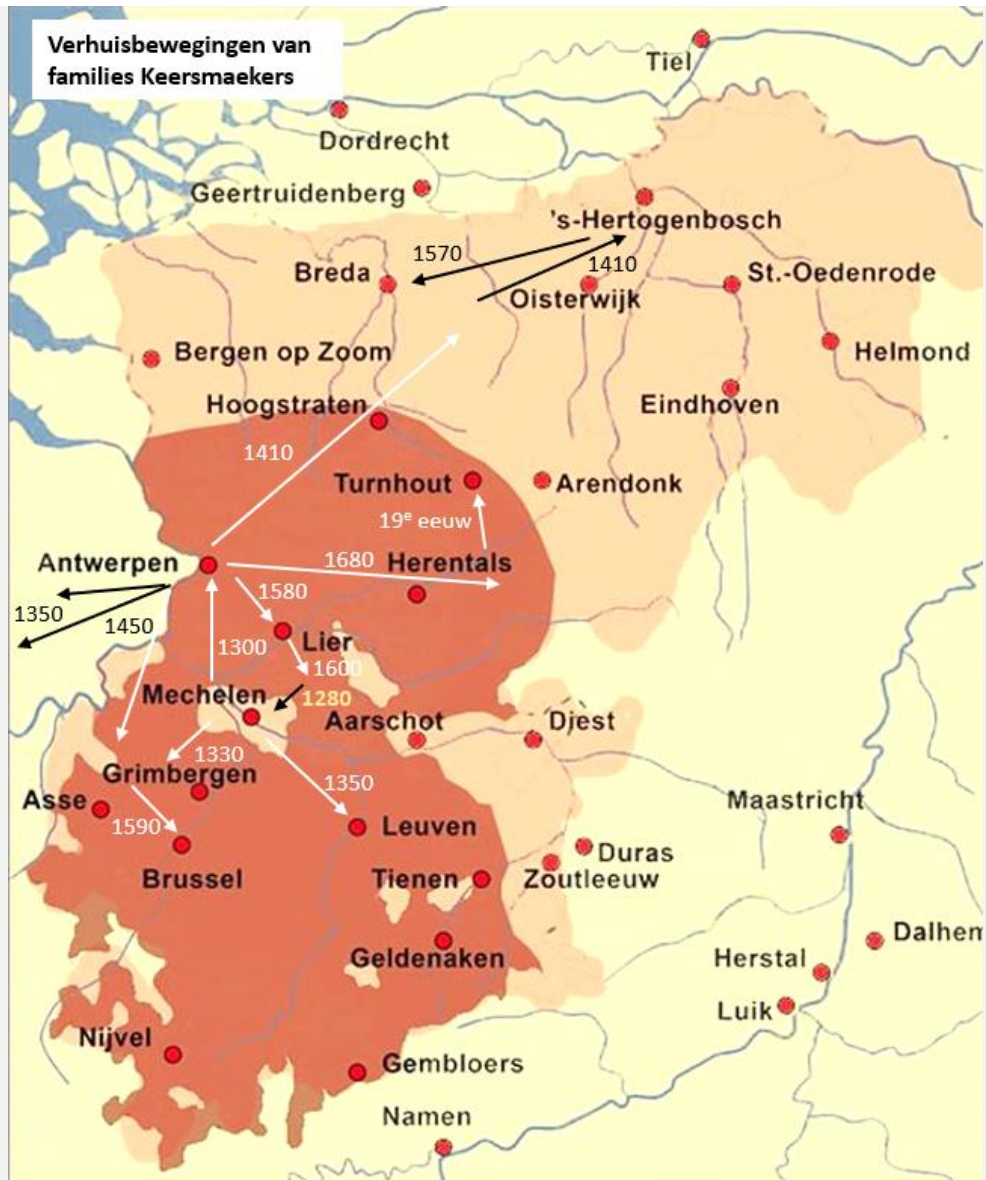 Verhuisbewegingen van
families Keersmaekers
Tiel
Dordrecht
Geertruidenberg
's-Hertogenbosch
1570
1410
Breda
Oisterwijk
St.-Oedenrode
Bergen op Zoom
Helmond
Hoogstraten
Eindhoven
1410
Turnhout
Arendonk
19e eeuw
Antwerpen
1680
Herentals
1580
1350
1450
1300
Lier
1600
Mechelen
1280
Aarschot
Diest
1330
Grimbergen
1350
Asse
Maastricht
1590
Leuven
Duras
Brussel
Tienen
Zoutleeuw
Dalhem
Geldenaken
Herstal
Luik
Nijvel
Gembloers
Namen